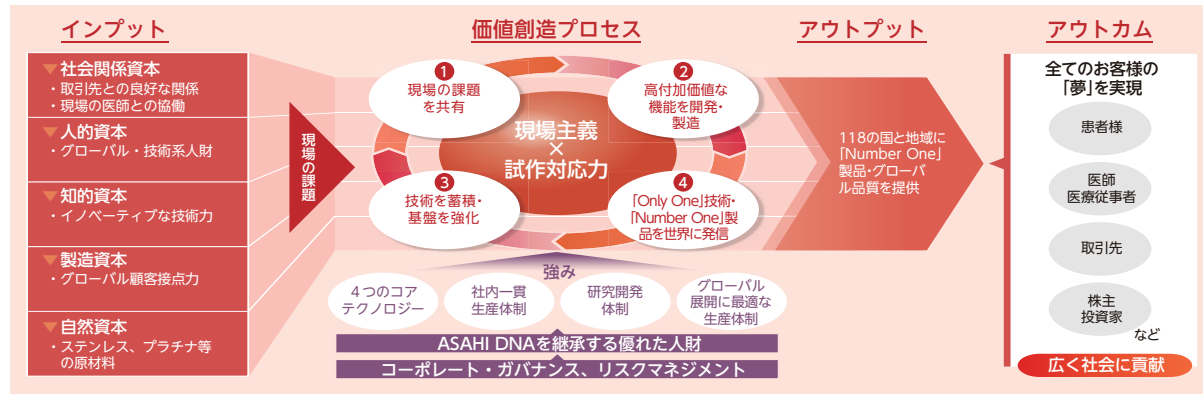 インプット
▼社会関係資本
・取引先との良好な関係
・現場の医師との協働
▼人的資本
・グローバル・技術系人財
▼知的資本
・イノベーティブな技術力
▼製造資本
・グローバル顧客接点力
▼自然資本
・ステンレス、プラチナ等
の原材料
現場の課題
価値創造プロセス
1
現場の課題
を共有
2
高付加価値な
機能を開発・
製造
現場主義
×
試作対応力
3
技術を蓄積・
基盤を強化
4
「Only One」技術・
「Number One」製
品を世界に発信
強み
4つのコア
テクノロジー
社内一貫
生産体制
研究開発
体制
グローバル
展開に最適な
生産体制
ASAHI DNAを継承する優れた人財
コーポレート・ガバナンス、リスクマネジメント
アウトプット
118の国と地域に
「Number One」
製品・グローバ
ル品質を提供
アウトカム
全てのお客様の
「夢」を実現
患者様
医師
医療従事者
取引先
株主
投資家
など
広く社会に貢献